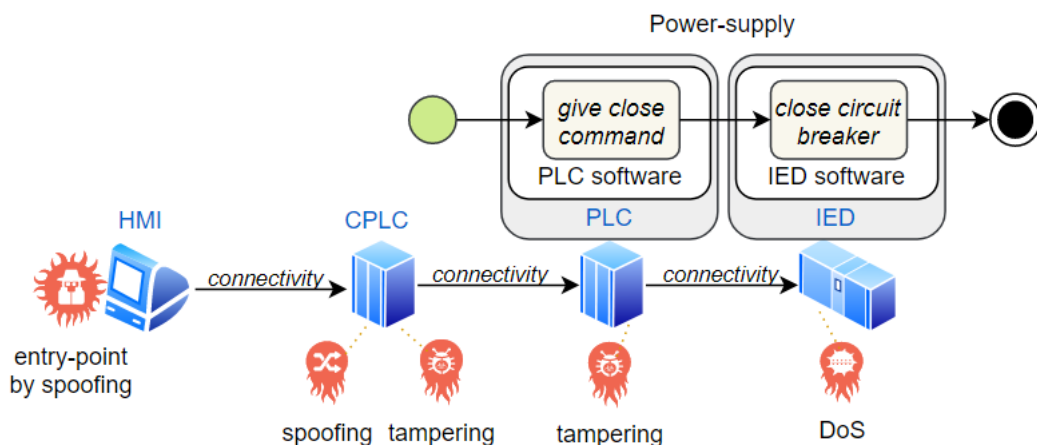 Power-supply
give close
command
close circuit
breaker
PLC software
IED software
HMI
CPLC
PLC
IED
connectivity
connectivity
connectivity
entry-point
by spoofing
spoofing
tampering
tampering
DoS